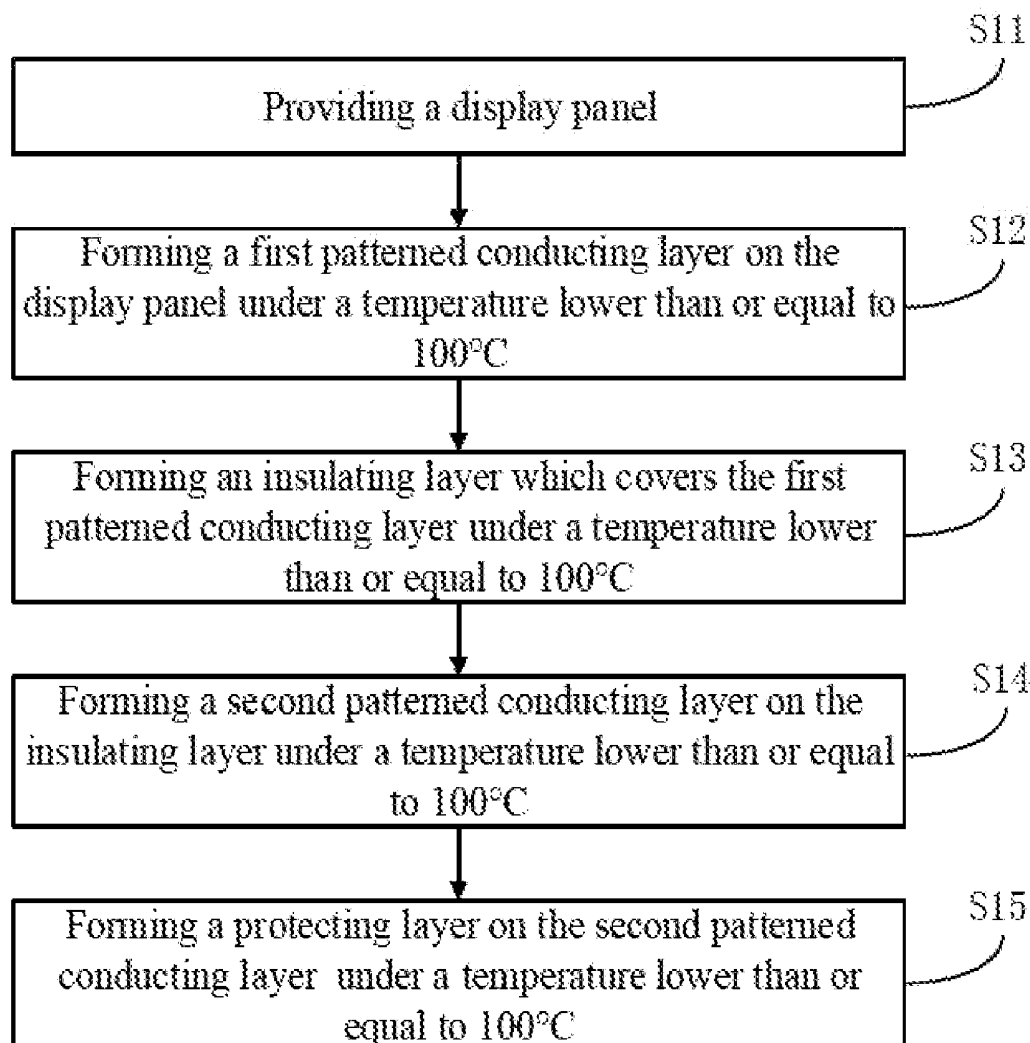 S11
Providing a display panel
S12
Forming a first patterned conducting layer on the
display panel under a temperature lower than or equal to
100°C
S13
Forming an insulating layer which covers the first
patterned conducting layer under a temperature lower
than or equal to 100°C
S14
Forming a second patterned conducting layer on the
insulating layer under a temperature lower than or equal
to 100°C
S15
Forming a protecting layer on the second patterned
conducting layer under a temperature lower than or
equal to 100°C